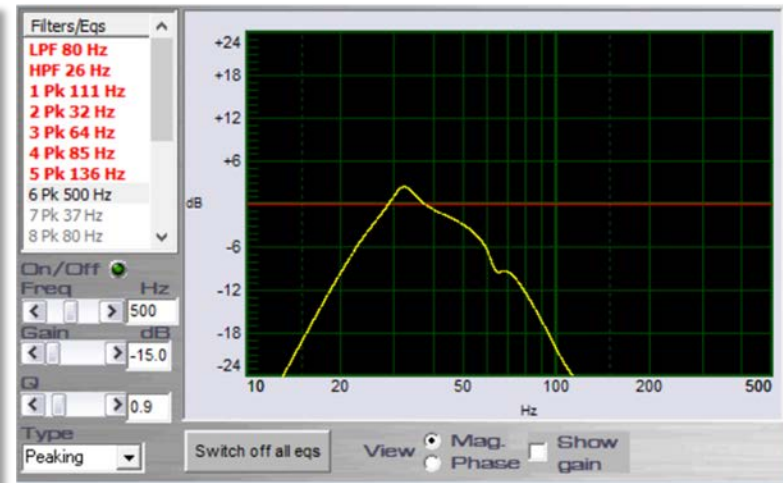 Filters/Eqs
LPF 80 Hz
HPF 26 Hz
1 Pk 111 Hz
2 Pk 32 Hz
3 Pk 64 Hz
4 Pk 85 Hz
5 Pk 136 Hz
6 Pk 500 Hz
7 Pk 37 Hz
8 Pk 80 Hz
On/Off
Freq Hz
500
Gain dB
-15.0
Q
0.9
Type
Peaking
+24
+18
+12
+6
dB
-6
-12
-18
-24
10 20 50 100 200 500
Hz
Switch off all eqs
View Mag. Phase
Show gain